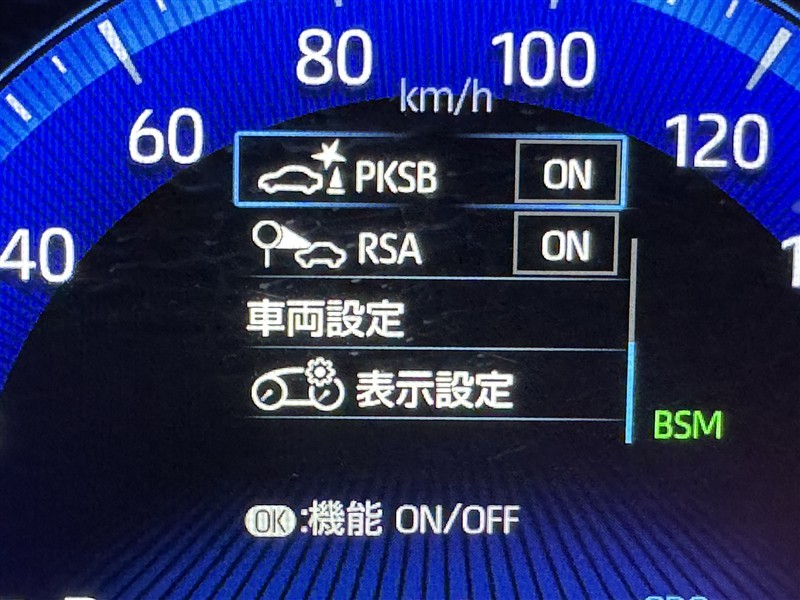 80 100
km/h
60 120
40
PKSB ON
RSA ON
車両設定
表示設定
BSM
OK:機能 ON/OFF